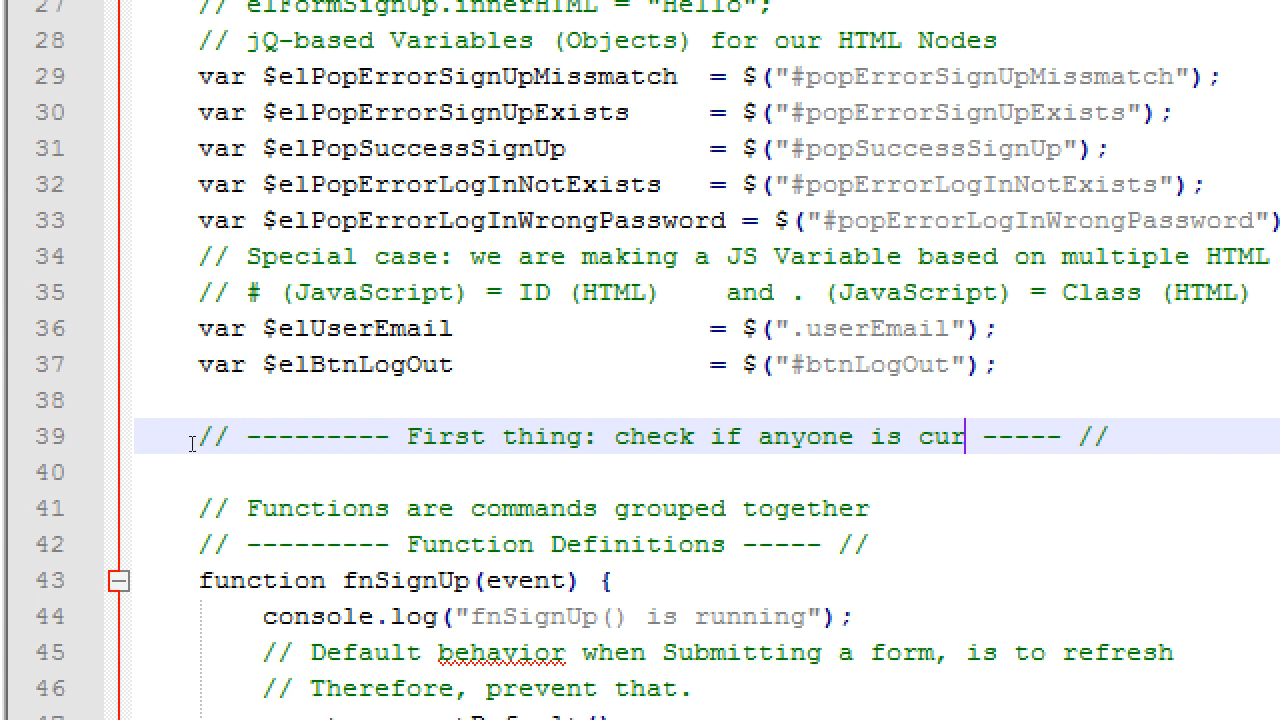 27 // elFormSignUp.innerHTML = "Hello";
28 // jQ-based Variables (Objects) for our HTML Nodes
29 var $elPopErrorSignUpMissmatch = $("#popErrorSignUpMissmatch");
30 var $elPopErrorSignUpExists = $("#popErrorSignUpExists");
31 var $elPopSuccessSignUp = $("#popSuccessSignUp");
32 var $elPopErrorLogInNotExists = $("#popErrorLogInNotExists");
33 var $elPopErrorLogInWrongPassword = $("#popErrorLogInWrongPassword")
34 // Special case: we are making a JS Variable based on multiple HTML
35 // # (JavaScript) = ID (HTML) and . (JavaScript) = Class (HTML)
36 var $elUserEmail = $(".userEmail");
37 var $elBtnLogOut = $("#btnLogOut");
38
39 // --------- First thing: check if anyone is cur ----- //
40
41 // Functions are commands grouped together
42 // --------- Function Definitions ----- //
43 function fnSignUp(event) {
44 console.log("fnSignUp() is running");
45 // Default behavior when Submitting a form, is to refresh
46 // Therefore, prevent that.